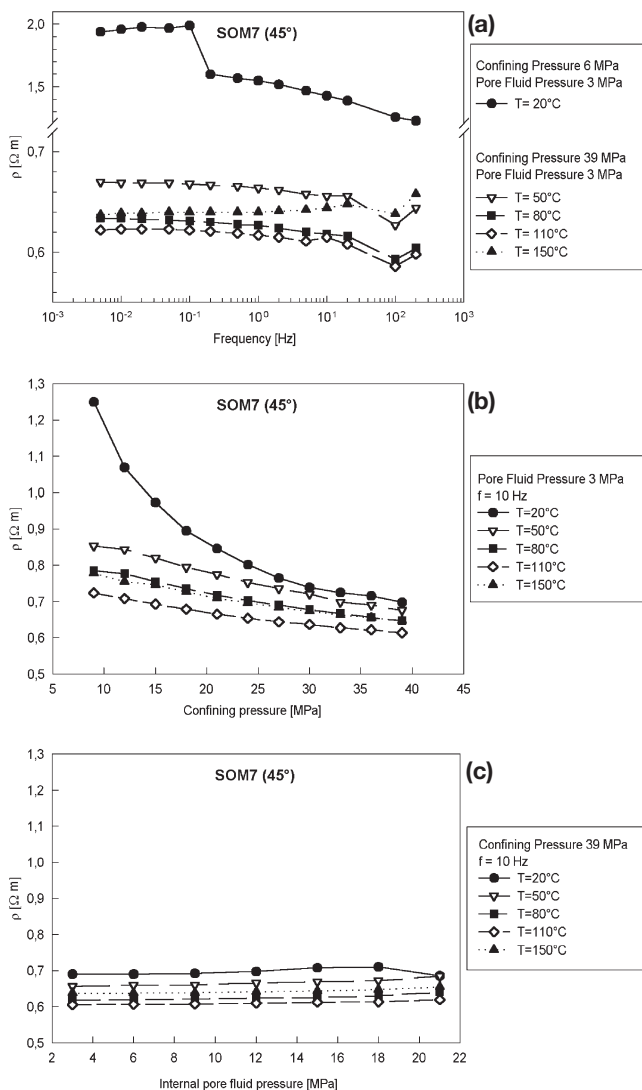 SOM7 (45°)
(a)
2,0
1,5
0,7
0,6
ρ [Ω m]
10-3
10-2
10-1
100
101
102
103
Frequency [Hz]
Confining Pressure 6 MPa
Pore Fluid Pressure 3 MPa
T= 20°C
Confining Pressure 39 MPa
Pore Fluid Pressure 3 MPa
T= 50°C
T= 80°C
T= 110°C
T= 150°C
SOM7 (45°)
(b)
1,3
1,2
1,1
1,0
0,9
0,8
0,7
0,6
0,5
ρ [Ω m]
5 10 15 20 25 30 35 40 45
Confining pressure [MPa]
Pore Fluid Pressure 3 MPa
f = 10 Hz
T=20°C
T=50°C
T=80°C
T=110°C
T=150°C
SOM7 (45°)
(c)
1,3
1,2
1,1
1,0
0,9
0,8
0,7
0,6
0,5
ρ [Ω m]
2 4 6 8 10 12 14 16 18 20 22
Internal pore fluid pressure [MPa]
Confining Pressure 39 MPa
f = 10 Hz
T=20°C
T=50°C
T=80°C
T=110°C
T=150°C